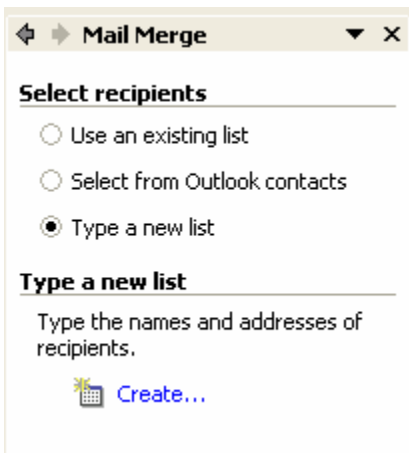 Mail Merge
Select recipients
Use an existing list
Select from Outlook contacts
Type a new list
Type a new list
Type the names and addresses of
recipients.
Create...